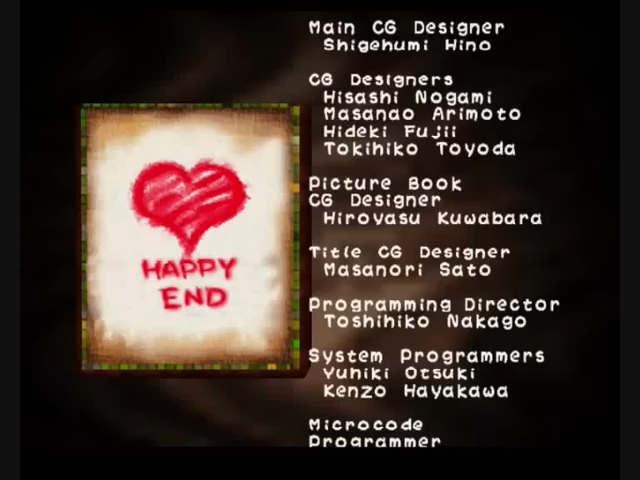 Main CG Designer
Shigehumi Hino
CG Designers
Hisashi Nogami
Masanao Arimoto
Hideki Fujii
Tokihiko Toyoda
Picture Book
CG Designer
Hiroyasu Kuwabara
Title CG Designer
Masanori Sato
Programming Director
Toshihiko Nakago
System Programmers
Yuhiki Otsuki
Kenzo Hayakawa
Microcode
Programmer
HAPPY
END